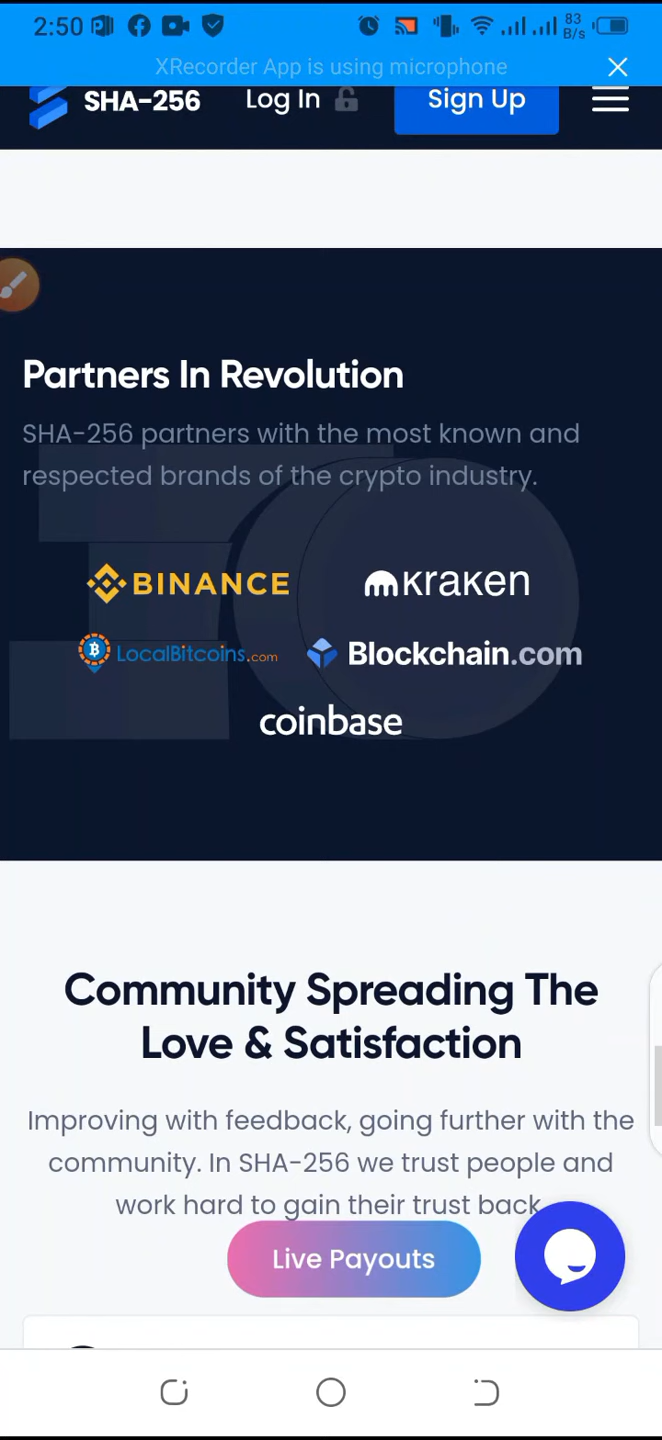 2:50
83
B/s
XRecorder App is using microphone
SHA-256 Log In Sign Up
Partners In Revolution
SHA-256 partners with the most known and
respected brands of the crypto industry.
BINANCE
kraken
LocalBitcoins.com
Blockchain.com
coinbase
Community Spreading The
Love & Satisfaction
Improving with feedback, going further with the
community. In SHA-256 we trust people and
work hard to gain their trust back.
Live Payouts